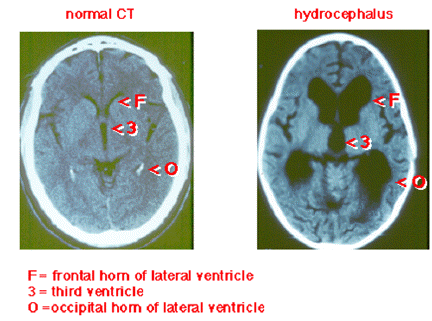 normal CT
hydrocephalus
F
3
O
F
3
O
F = frontal horn of lateral ventricle
3 = third ventricle
O =occipital horn of lateral ventricle